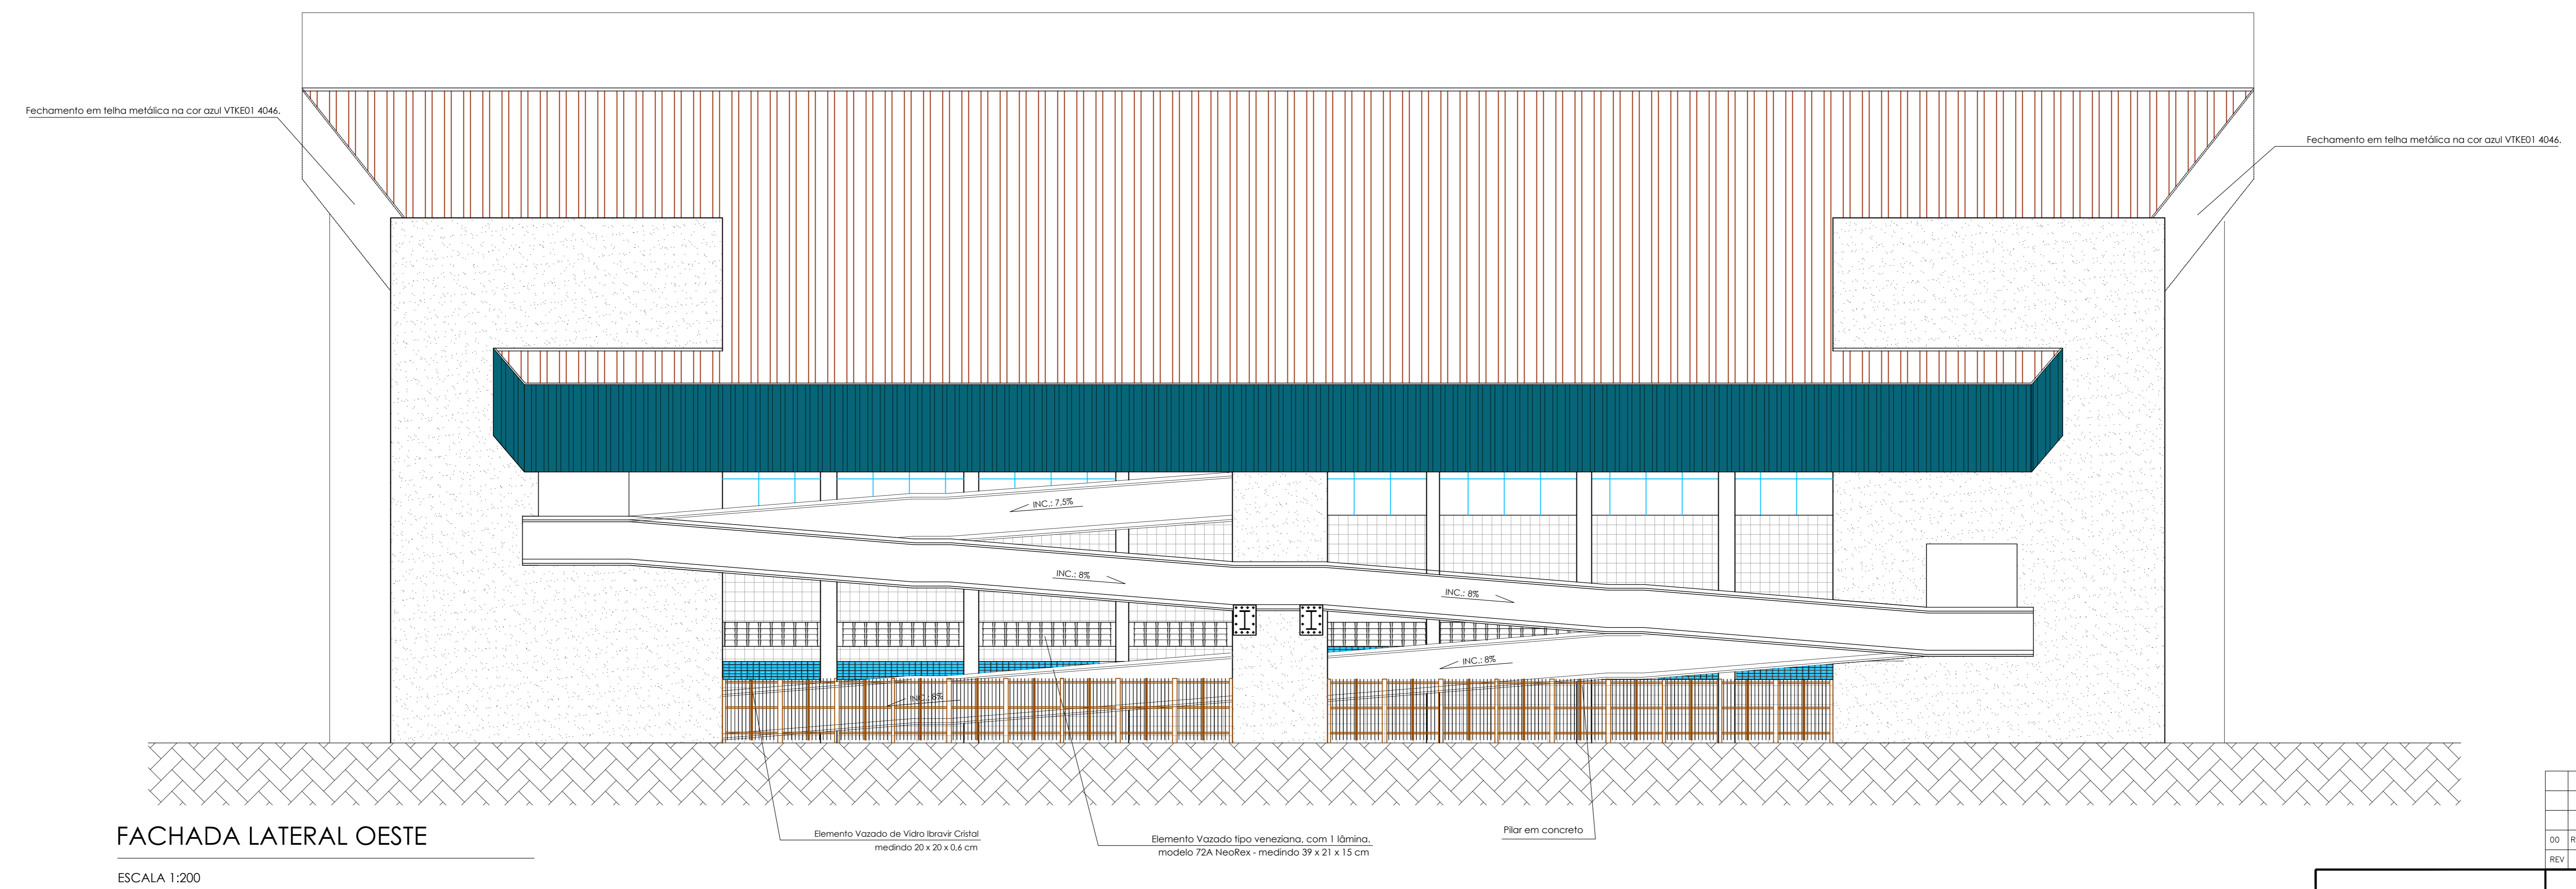 Fechamento em telha metálica na cor azul VTKE01 4046.
Fechamento em telha metálica na cor azul VTKE01 4046.
INC.: 7,5%
INC.: 8%
INC.: 8%
INC.: 8%
INC.: 8%
Elemento Vazado de Vidro Ibravir Cristal
medindo 20 x 20 x 0,6 cm
Elemento Vazado tipo veneziana, com 1 lâmina.
modelo 72A NeoRex - medindo 39 x 21 x 15 cm
Pilar em concreto
FACHADA LATERAL OESTE
ESCALA 1:200
00 R
REV